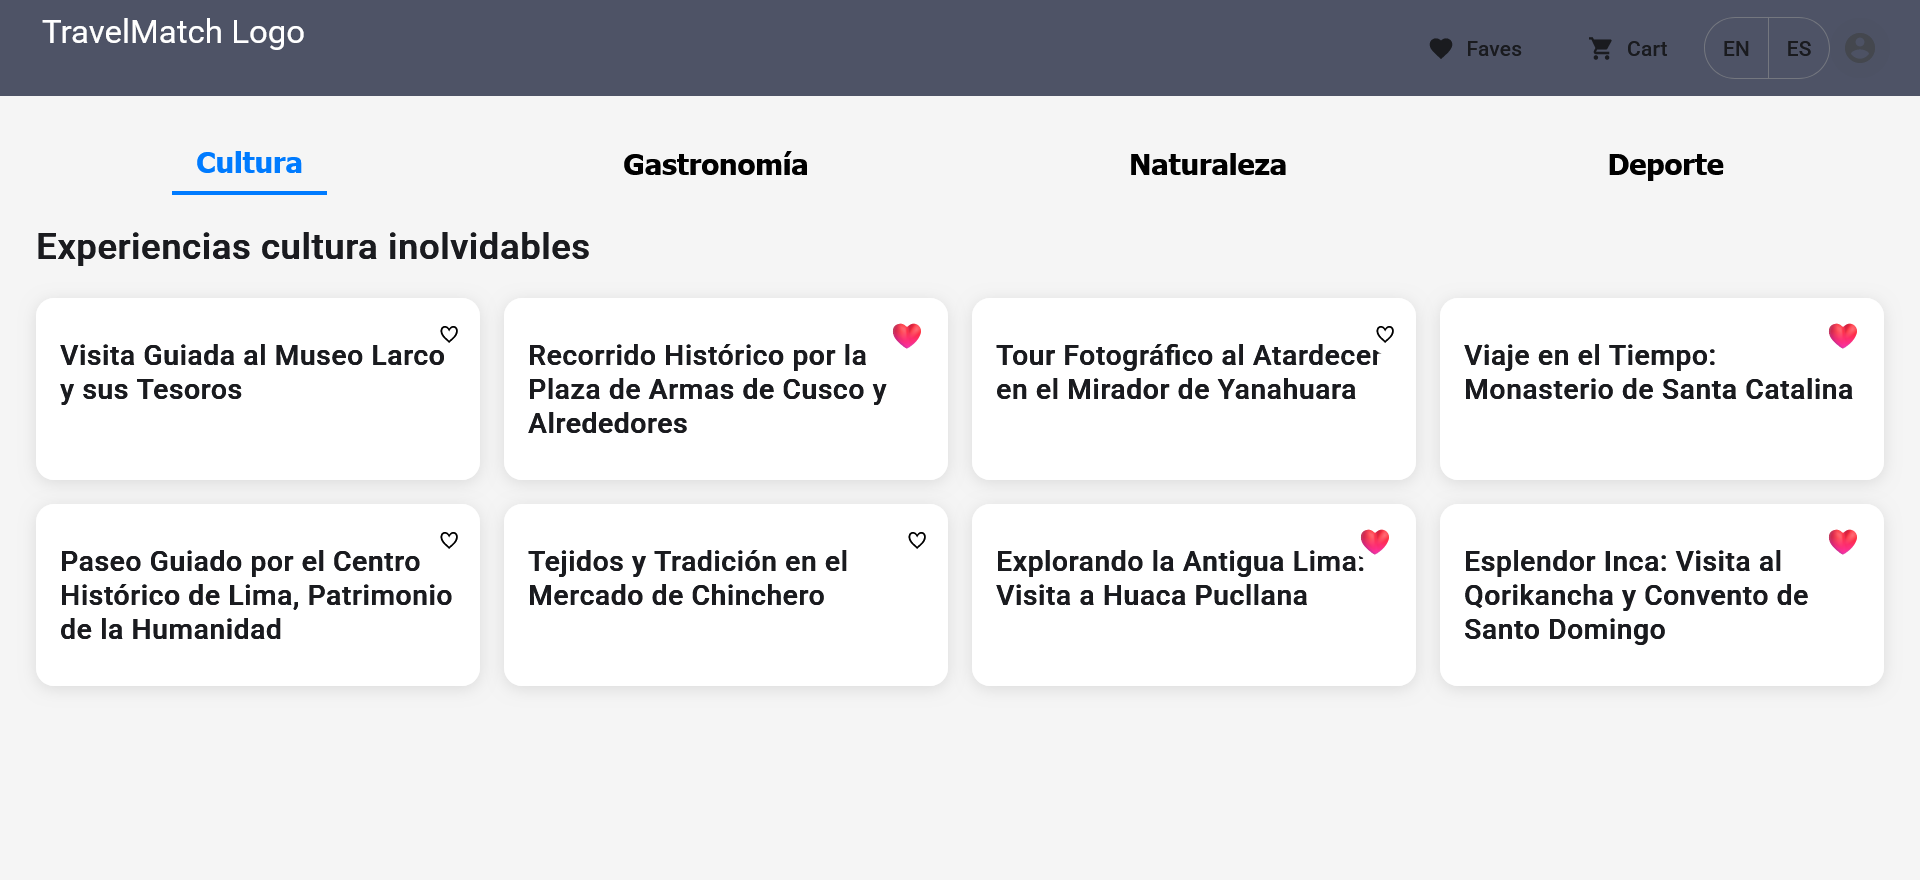 TravelMatch Logo
Faves
Cart
EN
ES
Cultura
Gastronomía
Naturaleza
Deporte
Experiencias cultura inolvidables
Visita Guiada al Museo Larco
y sus Tesoros
Recorrido Histórico por la
Plaza de Armas de Cusco y
Alrededores
Tour Fotográfico al Atardecer
en el Mirador de Yanahuara
Viaje en el Tiempo:
Monasterio de Santa Catalina
Paseo Guiado por el Centro
Histórico de Lima, Patrimonio
de la Humanidad
Tejidos y Tradición en el
Mercado de Chinchero
Explorando la Antigua Lima:
Visita a Huaca Pucllana
Esplendor Inca: Visita al
Qorikancha y Convento de
Santo Domingo